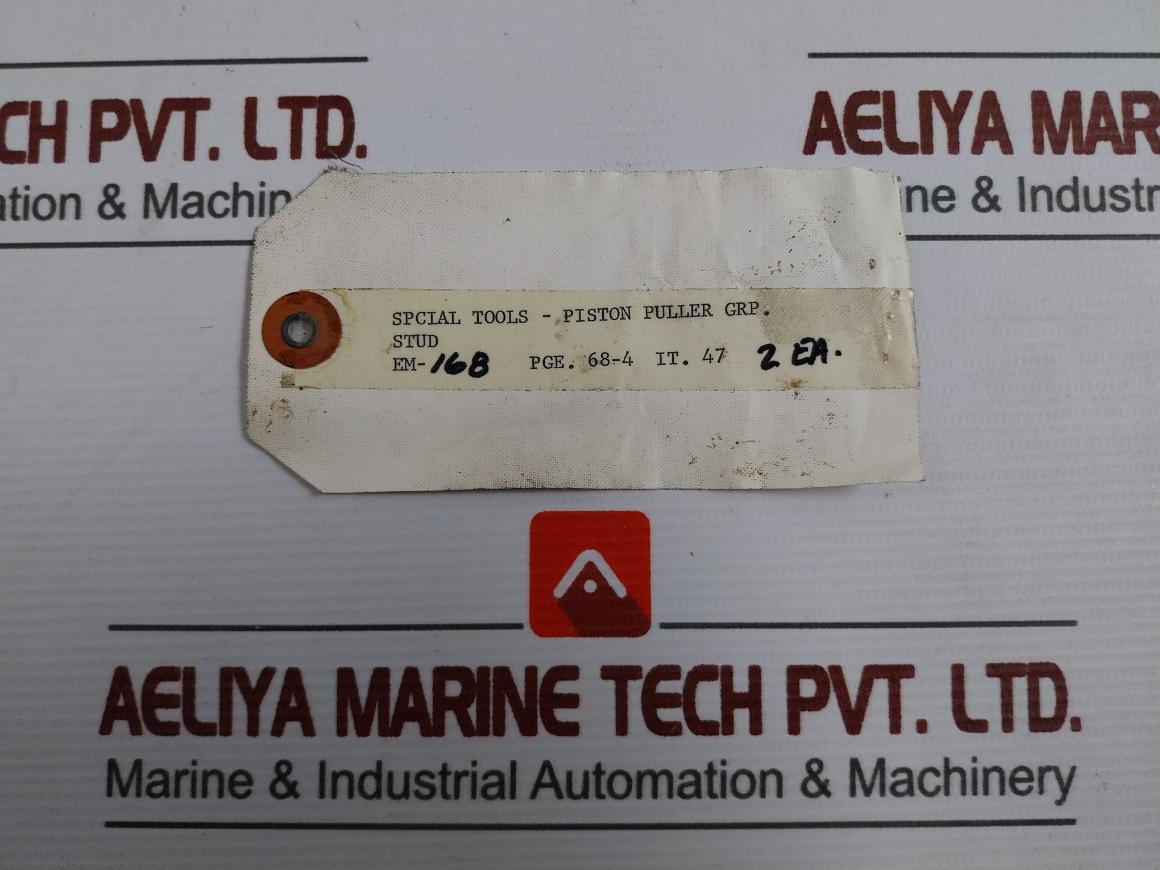 CH PVT. LTD.
ation & Machin
AELIYA MAR
ne & Industr
SPCIAL TOOLS - PISTON PULLER GRP.
STUD
EM-168 PGE. 68-4 IT. 47 2 EA.
AELIYA MARINE TECH PVT. LTD.
Marine & Industrial Automation & Machinery